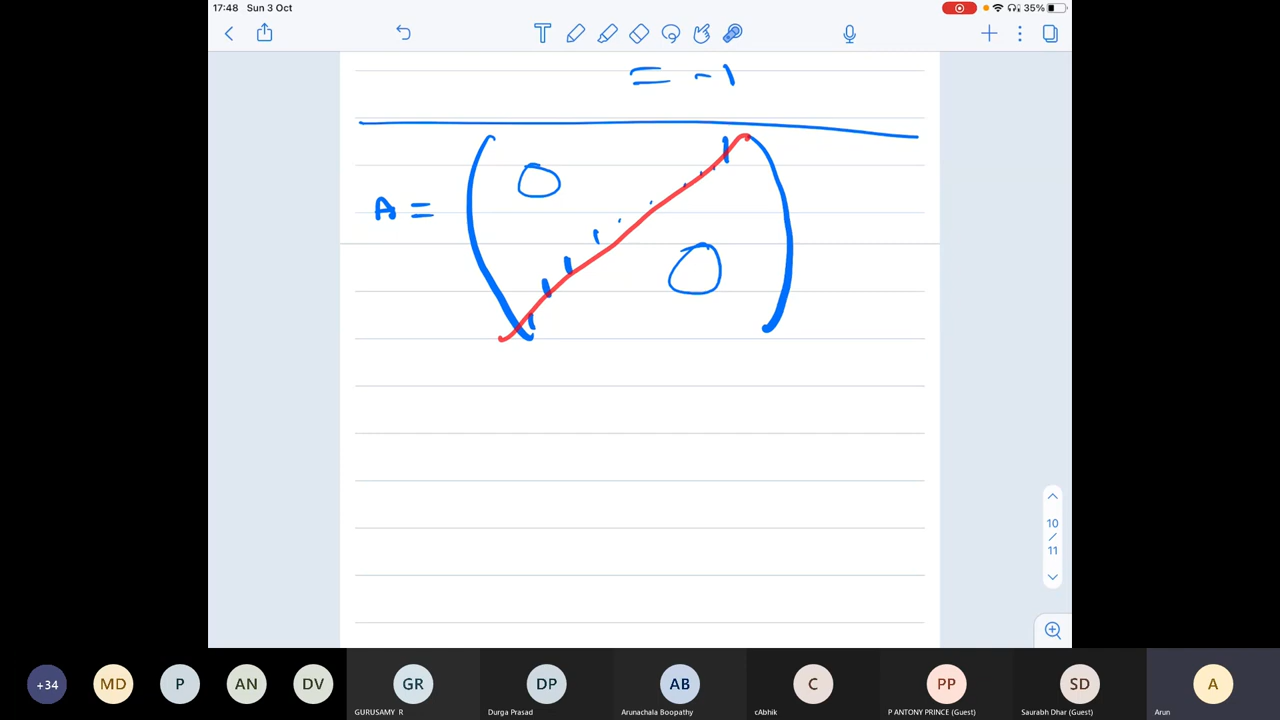 17:48 Sun 3 Oct
35%
T
= -1
A =
0
1
1
1
1
1
0
10
/
11
+34
MD
P
AN
DV
GR
DP
AB
C
PP
SD
A
GURUSAMY R
Durga Prasad
Arunachala Boopathy
cAbhik
P ANTONY PRINCE (Guest)
Saurabh Dhar (Guest)
Arun